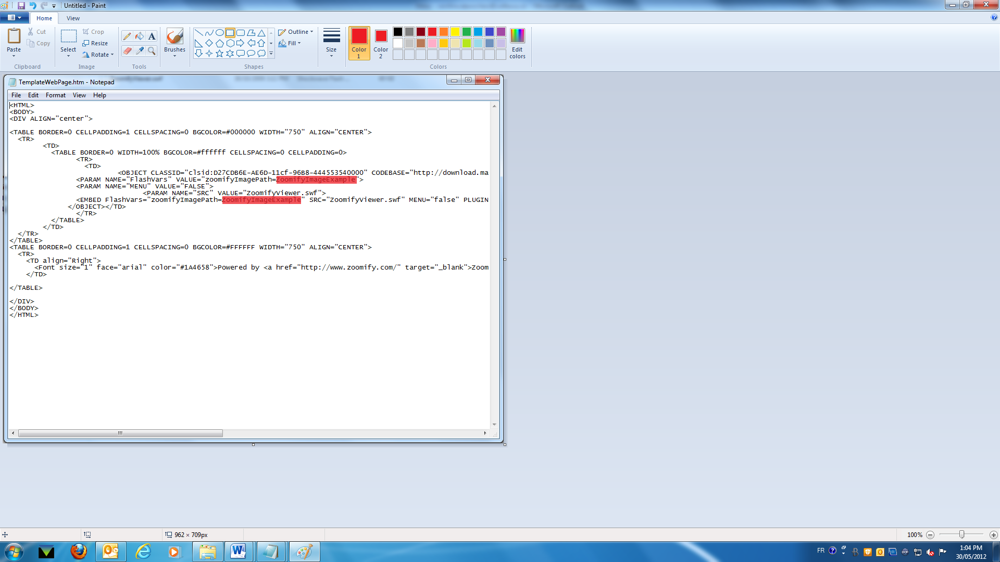 Untitled - Paint
Home View
Cut
Copy
Paste
Clipboard
Crop
Resize
Rotate
Select
Image
Tools
Brushes
Shapes
Outline
Fill
Size
Color 1
Color 2
Edit colors
Colors
TemplateWebPage.htm - Notepad
File Edit Format View Help
<HTML>
<BODY>
<DIV ALIGN="center">
<TABLE BORDER=0 CELLPADDING=1 CELLSPACING=0 BGCOLOR=#000000 WIDTH="750" ALIGN="CENTER">
<TR>
<TD>
<TABLE BORDER=0 WIDTH=100% BGCOLOR=#ffffff CELLSPACING=0 CELLPADDING=0>
<TR>
<TD>
<OBJECT CLASSID="clsid:D27CDB6E-AE6D-11cf-96B8-444553540000" CODEBASE="http://download.ma
<PARAM NAME="FlashVars" VALUE="zoomifyImagePath=ZoomifyImageExample">
<PARAM NAME="MENU" VALUE="FALSE">
<PARAM NAME="SRC" VALUE="ZoomifyViewer.swf">
<EMBED FlashVars="zoomifyImagePath=ZoomifyImageExample" SRC="ZoomifyViewer.swf" MENU="false" PLUGIN
</OBJECT></TD>
</TR>
</TABLE>
</TD>
</TR>
</TABLE>
<TABLE BORDER=0 CELLPADDING=1 CELLSPACING=0 BGCOLOR=#FFFFFF WIDTH="750" ALIGN="CENTER">
<TR>
<TD align="Right">
<Font size="1" face="arial" color="#1A4658">Powered by <a href="http://www.zoomify.com/" target="_blank">Zoom
</TD>
</TABLE>
</DIV>
</BODY>
</HTML>
962 × 709px
100%
FR
1:04 PM
30/05/2012